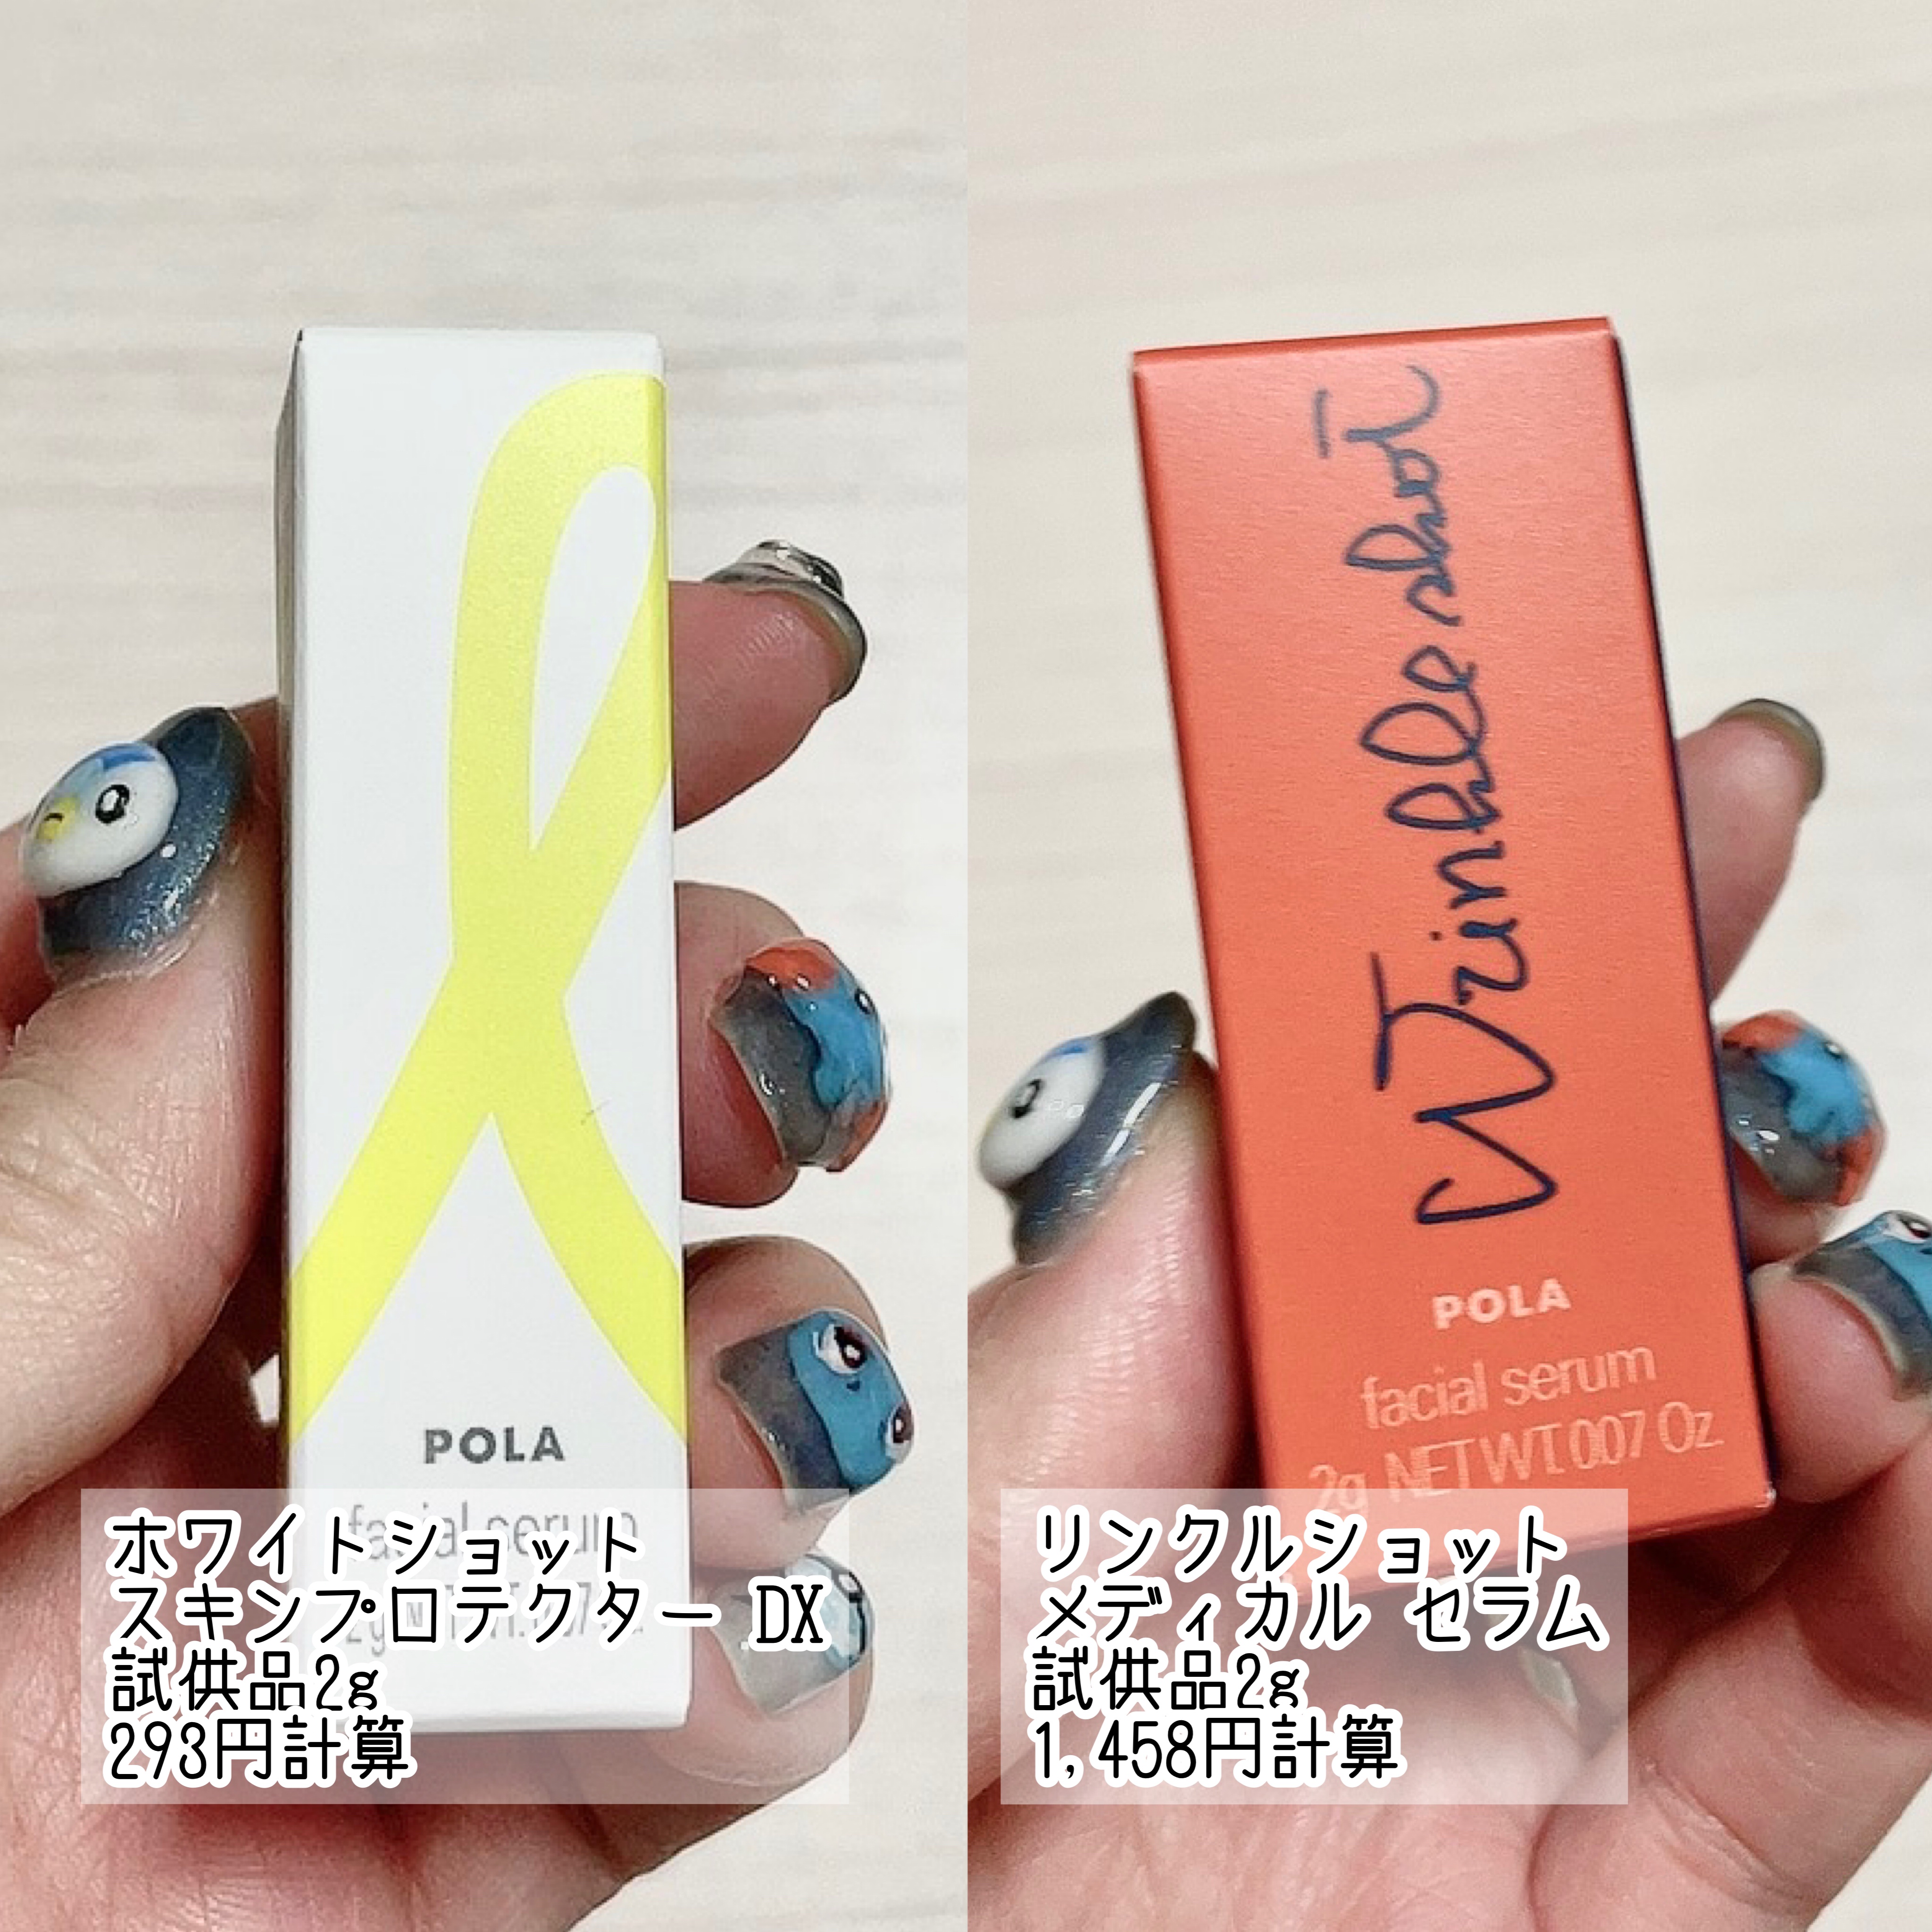 POLA
facial serum
ホワイトショット
スキンプロテクター DX
試供品2g
293円計算
Wrinkle shot
POLA
facial serum
2g NET WT. 0.07 Oz
リンクルショット
メディカル セラム
試供品2g
1,458円計算